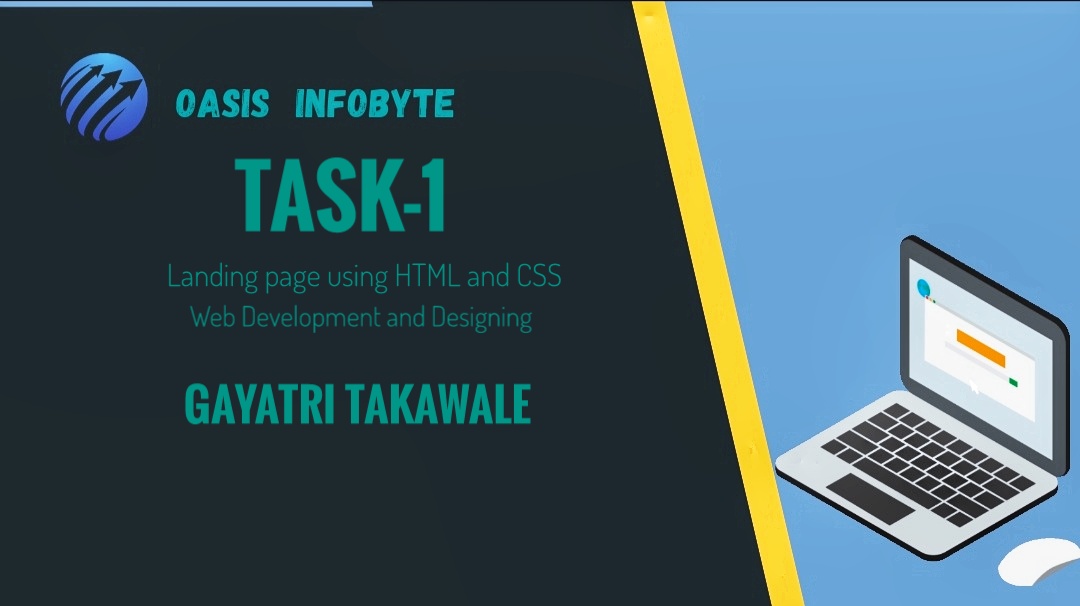 OASIS INFOBYTE
TASK-1
Landing page using HTML and CSS
Web Development and Designing
GAYATRI TAKAWALE